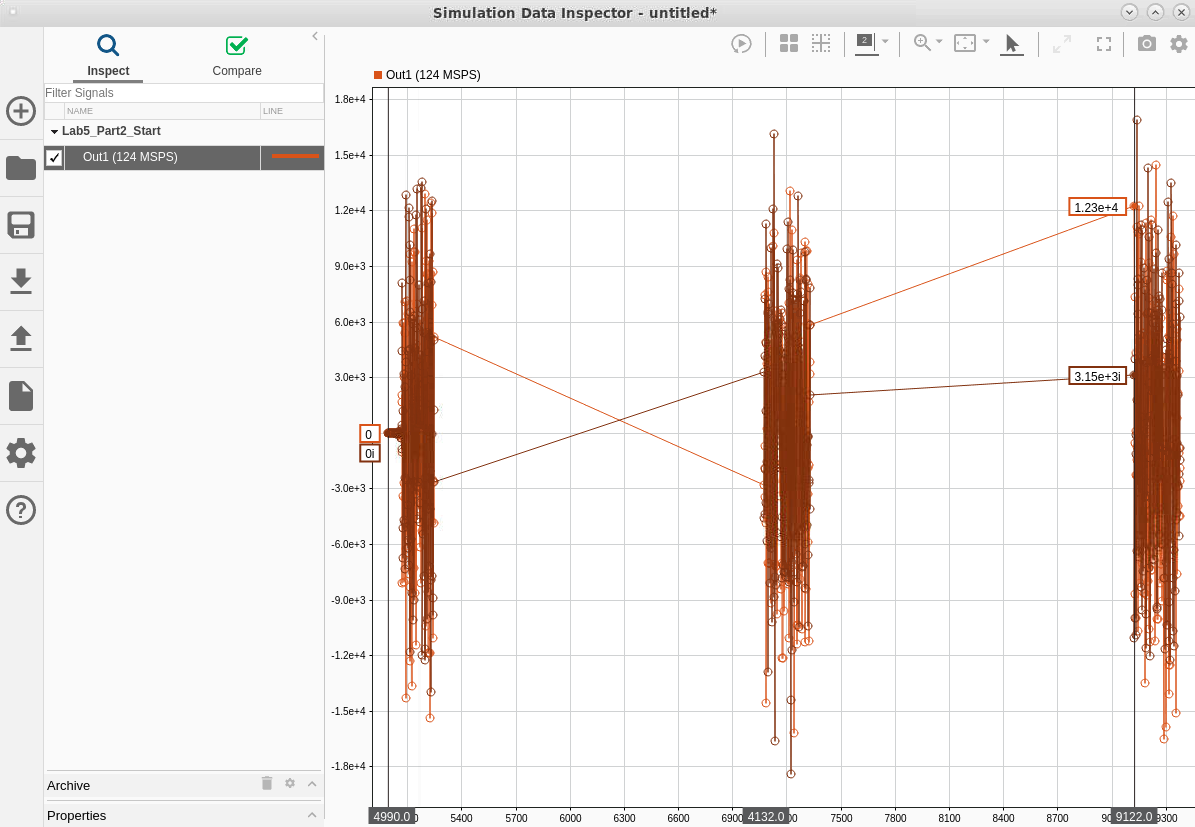 Simulation Data Inspector - untitled*
Inspect
Compare
Filter Signals
NAME
LINE
Lab5_Part2_Start
Out1 (124 MSPS)
Archive
Properties
2
Out1 (124 MSPS)
1.8e+4
1.5e+4
1.2e+4
9.0e+3
6.0e+3
3.0e+3
-3.0e+3
-6.0e+3
-9.0e+3
-1.2e+4
-1.5e+4
-1.8e+4
0
0i
1.23e+4
3.15e+3i
4990.0
5400
5700
6000
6300
6600
6900
4132.0
7500
7800
8100
8400
8700
9122.0